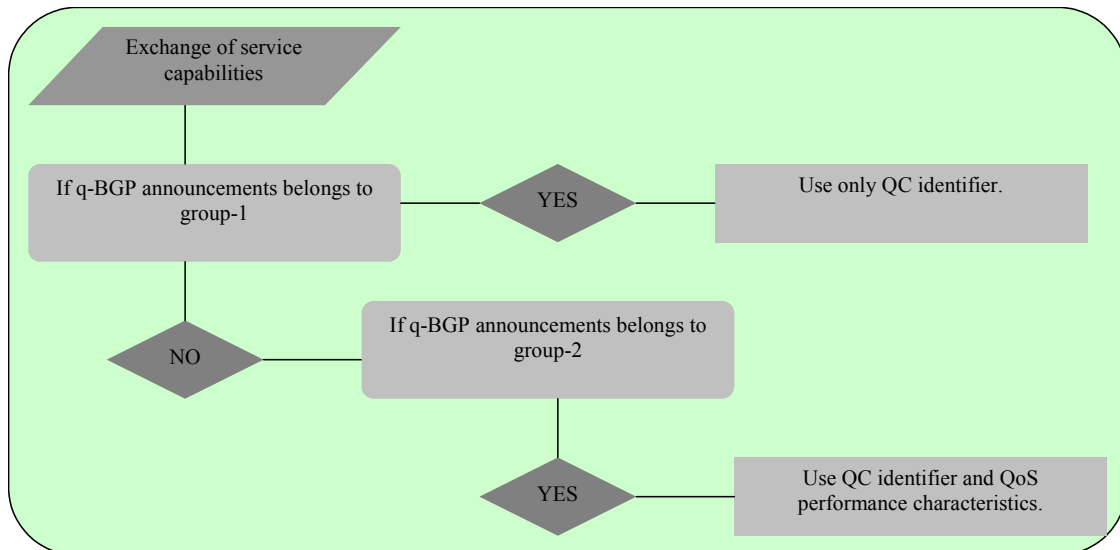 Exchange of service
capabilities
If q-BGP announcements belongs to
group-1
YES
Use only QC identifier.
NO
If q-BGP announcements belongs to
group-2
YES
Use QC identifier and QoS
performance characteristics.